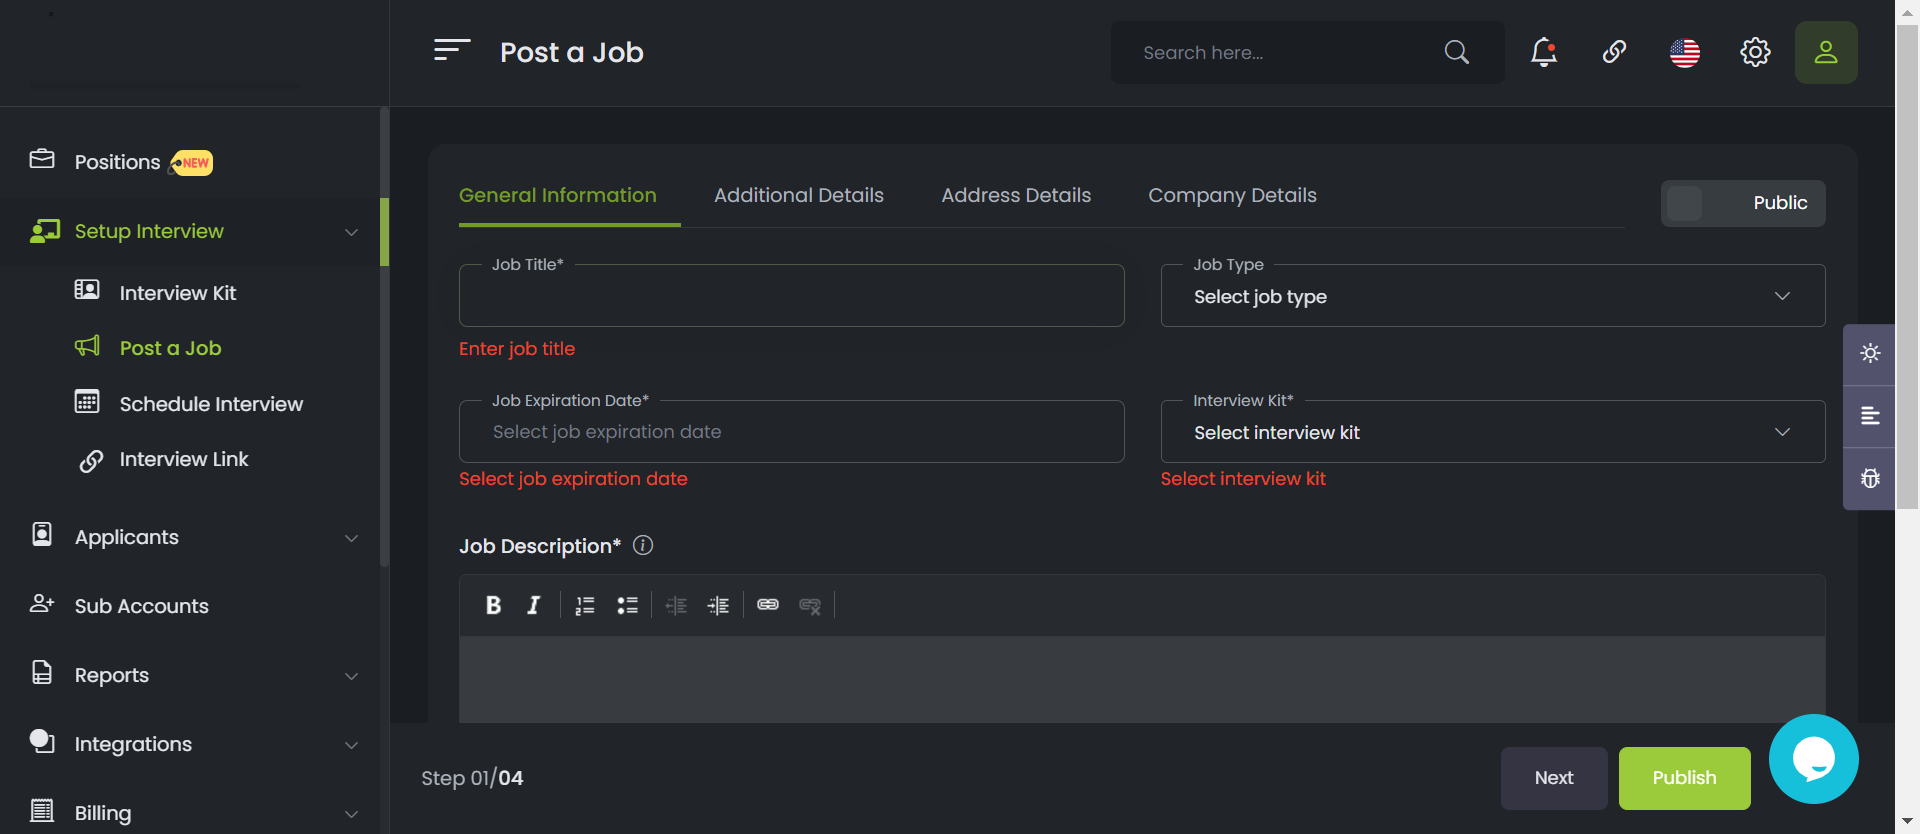 Post a Job
Search here...
Positions NEW
Setup Interview
Interview Kit
Post a Job
Schedule Interview
Interview Link
Applicants
Sub Accounts
Reports
Integrations
Billing
General Information Additional Details Address Details Company Details
Public
Job Title*
Enter job title
Job Type
Select job type
Job Expiration Date*
Select job expiration date
Select job expiration date
Interview Kit*
Select interview kit
Select interview kit
Job Description*
Step 01/04
Next
Publish